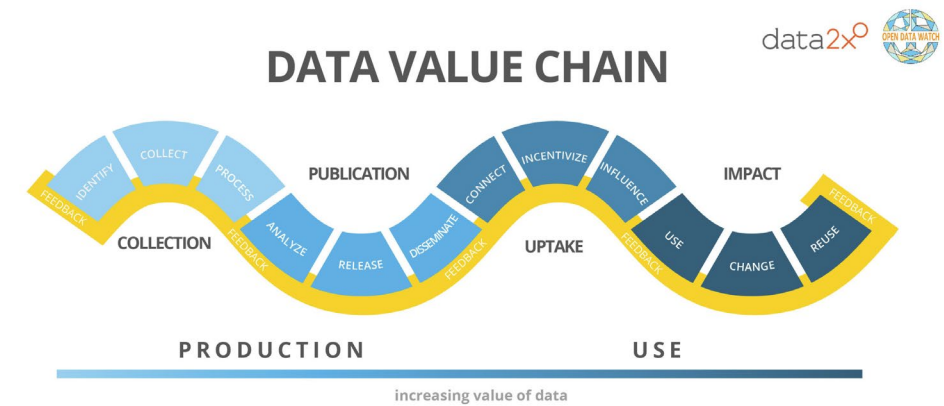 data2x
OPEN DATA WATCH
DATA VALUE CHAIN
FEEDBACK
IDENTIFY
COLLECT
PROCESS
COLLECTION
FEEDBACK
ANALYZE
RELEASE
DISSEMINATE
PUBLICATION
FEEDBACK
CONNECT
INCENTIVIZE
INFLUENCE
UPTAKE
FEEDBACK
USE
CHANGE
REUSE
IMPACT
FEEDBACK
PRODUCTION
USE
increasing value of data